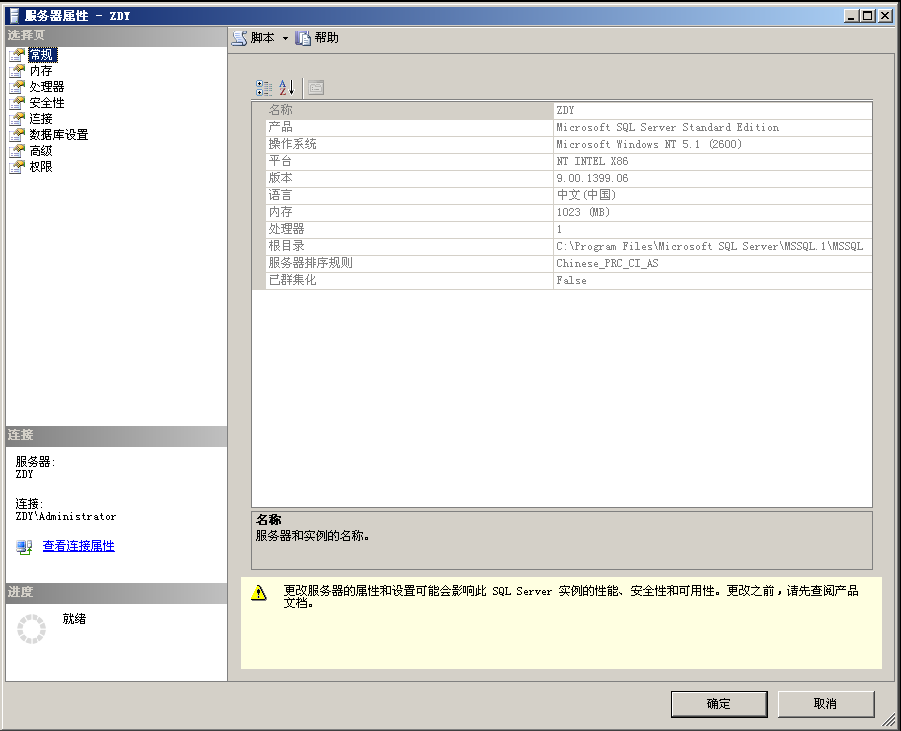 服务器属性 - ZDY
选择页
常规
内存
处理器
安全性
连接
数据库设置
高级
权限
连接
服务器:
ZDY
连接:
ZDY\Administrator
查看连接属性
进度
就绪
脚本 帮助
名称 ZDY
产品 Microsoft SQL Server Standard Edition
操作系统 Microsoft Windows NT 5.1 (2600)
平台 NT INTEL X86
版本 9.00.1399.06
语言 中文(中国)
内存 1023 (MB)
处理器 1
根目录 C:\Program Files\Microsoft SQL Server\MSSQL.1\MSSQL
服务器排序规则 Chinese_PRC_CI_AS
已群集化 False
名称
服务器和实例的名称。
更改服务器的属性和设置可能会影响此 SQL Server 实例的性能、安全性和可用性。更改之前，请先查阅产品
文档。
确定 取消